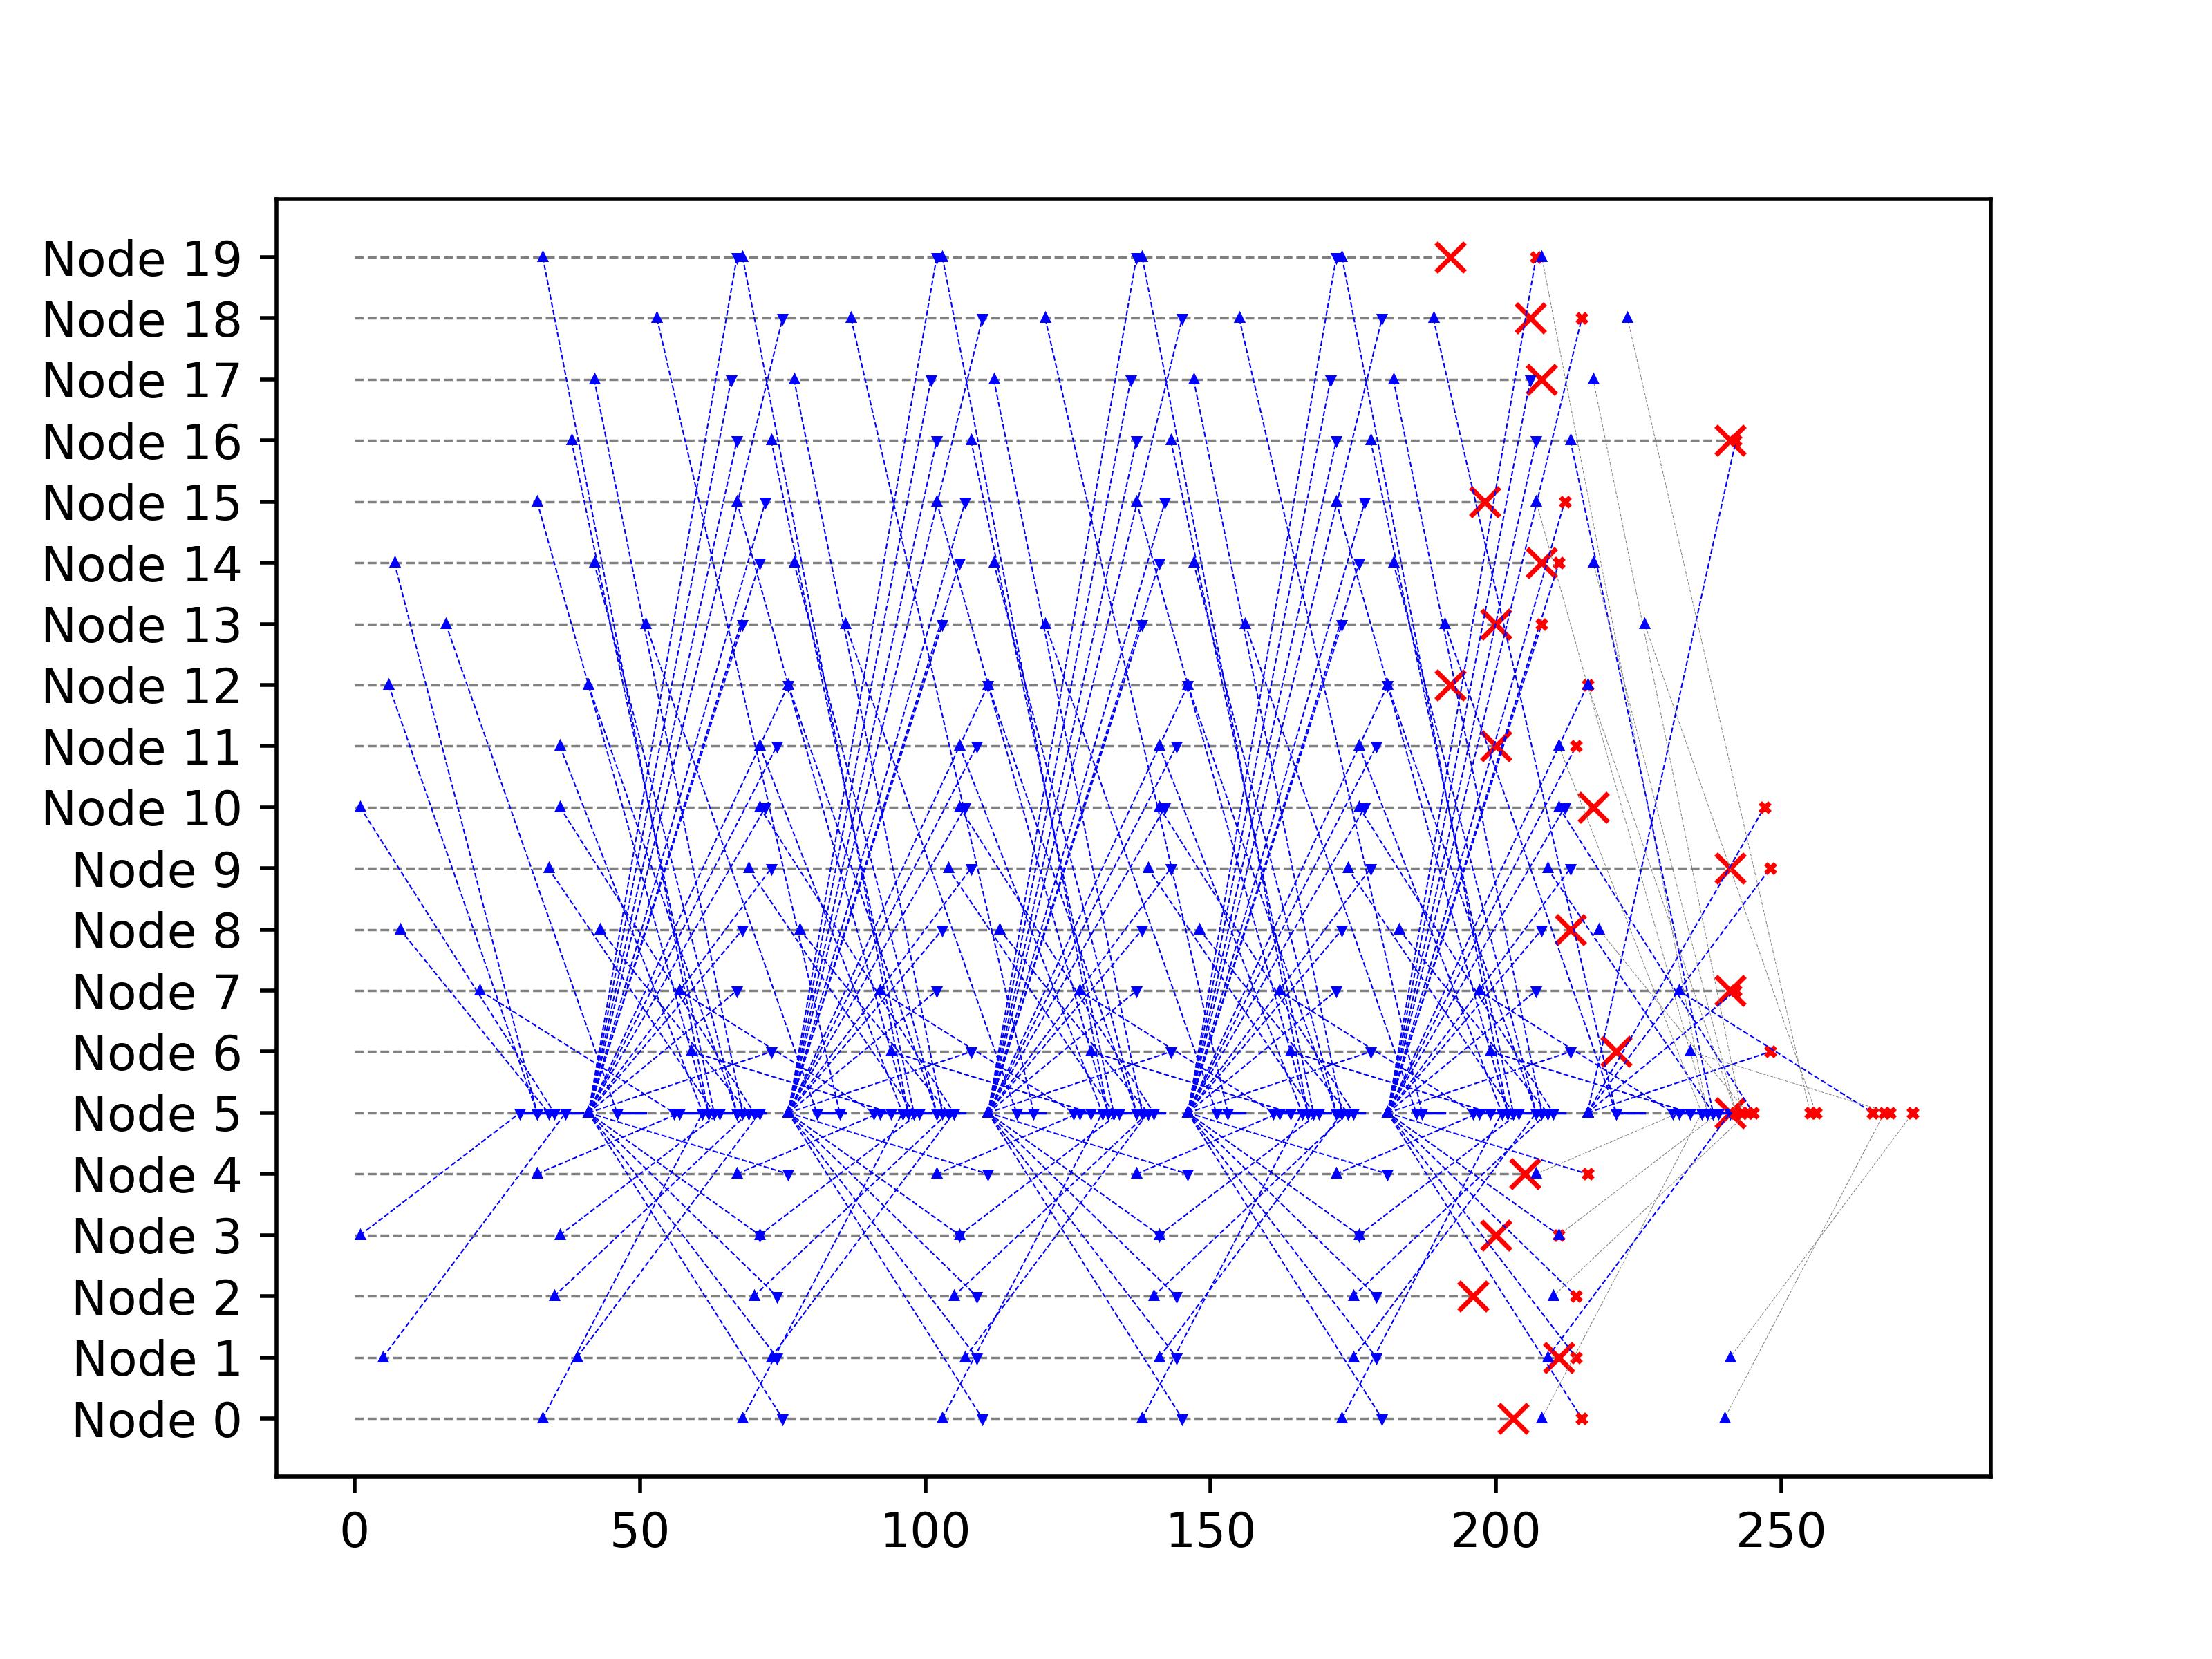 Node 19
Node 18
Node 17
Node 16
Node 15
Node 14
Node 13
Node 12
Node 11
Node 10
Node 9
Node 8
Node 7
Node 6
Node 5
Node 4
Node 3
Node 2
Node 1
Node 0
0 50 100 150 200 250